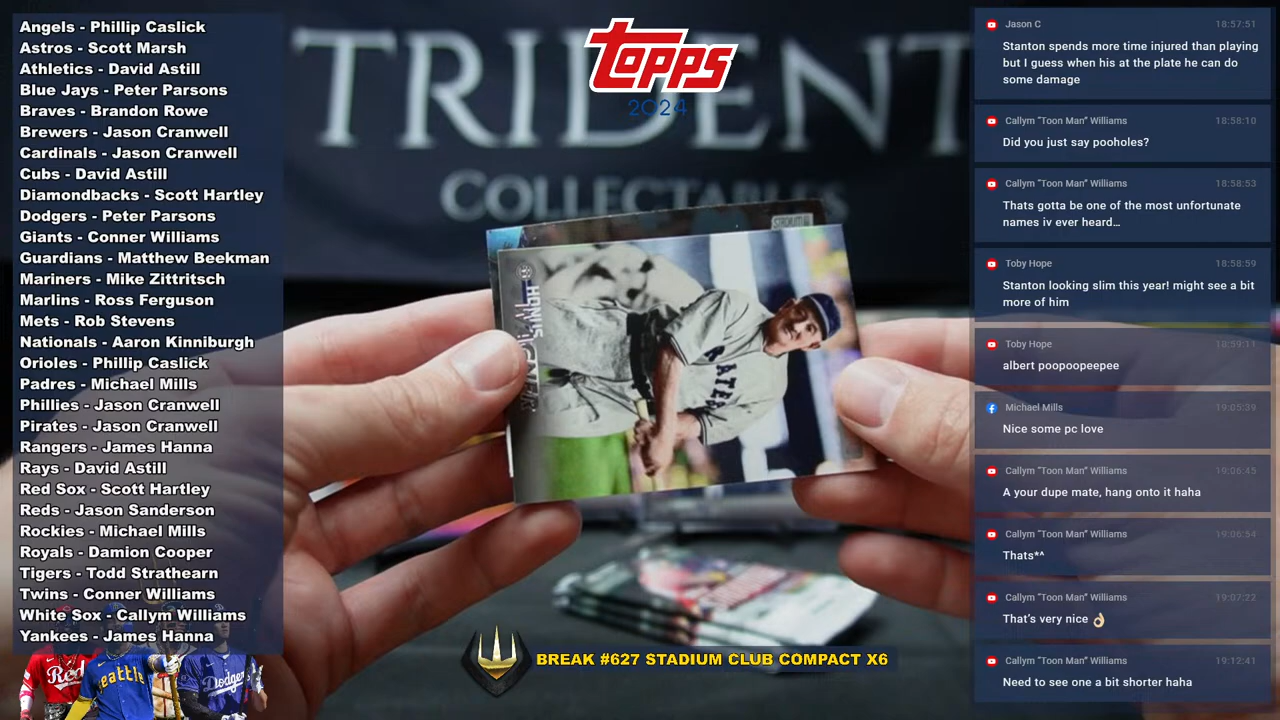 Angels - Phillip Caslick
Astros - Scott Marsh
Athletics - David Astill
Blue Jays - Peter Parsons
Braves - Brandon Rowe
Brewers - Jason Cranwell
Cardinals - Jason Cranwell
Cubs - David Astill
Diamondbacks - Scott Hartley
Dodgers - Peter Parsons
Giants - Conner Williams
Guardians - Matthew Beekman
Mariners - Mike Zittritsch
Marlins - Ross Ferguson
Mets - Rob Stevens
Nationals - Aaron Kinniburgh
Orioles - Phillip Caslick
Padres - Michael Mills
Phillies - Jason Cranwell
Pirates - Jason Cranwell
Rangers - James Hanna
Rays - David Astill
Red Sox - Scott Hartley
Reds - Jason Sanderson
Rockies - Michael Mills
Royals - Damion Cooper
Tigers - Todd Strathearn
Twins - Conner Williams
White Sox - Callym Williams
Yankees - James Hanna
Reds
Seattle
Dodgers
TRIDENT
COLLECTABLES
topps
2024
HONUS
BREAK #627 STADIUM CLUB COMPACT X6
Jason C 18:57:51
Stanton spends more time injured than playing
but I guess when his at the plate he can do
some damage
Callym "Toon Man" Williams 18:58:10
Did you just say pooholes?
Callym "Toon Man" Williams 18:58:53
Thats gotta be one of the most unfortunate
names iv ever heard...
Toby Hope 18:58:59
Stanton looking slim this year! might see a bit
more of him
Toby Hope 18:59:11
albert poopoopeepee
Michael Mills 19:05:39
Nice some pc love
Callym "Toon Man" Williams 19:06:45
A your dupe mate, hang onto it haha
Callym "Toon Man" Williams 19:06:54
Thats*^
Callym "Toon Man" Williams 19:07:22
That's very nice 👌🏼
Callym "Toon Man" Williams 19:12:41
Need to see one a bit shorter haha